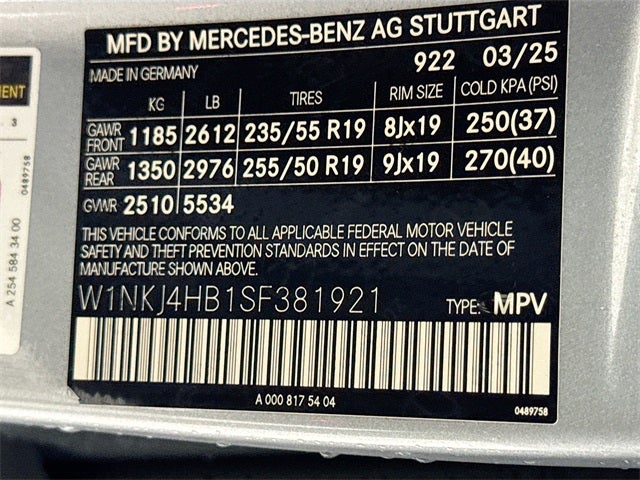 MFD BY MERCEDES-BENZ AG STUTTGART
MADE IN GERMANY 922 03/25
KG LB TIRES RIM SIZE COLD KPA(PSI)
GAWR FRONT 1185 2612 235/55 R19 8Jx19 250(37)
GAWR REAR 1350 2976 255/50 R19 9Jx19 270(40)
GVWR 2510 5534
THIS VEHICLE CONFORMS TO ALL APPLICABLE FEDERAL MOTOR VEHICLE
SAFETY AND THEFT PREVENTION STANDARDS IN EFFECT ON THE DATE OF
MANUFACTURE SHOWN ABOVE.
W1NKJ4HB1SF381921 TYPE: MPV
A 000 817 54 04
0489758
3
0489758
A 254 584 34 00